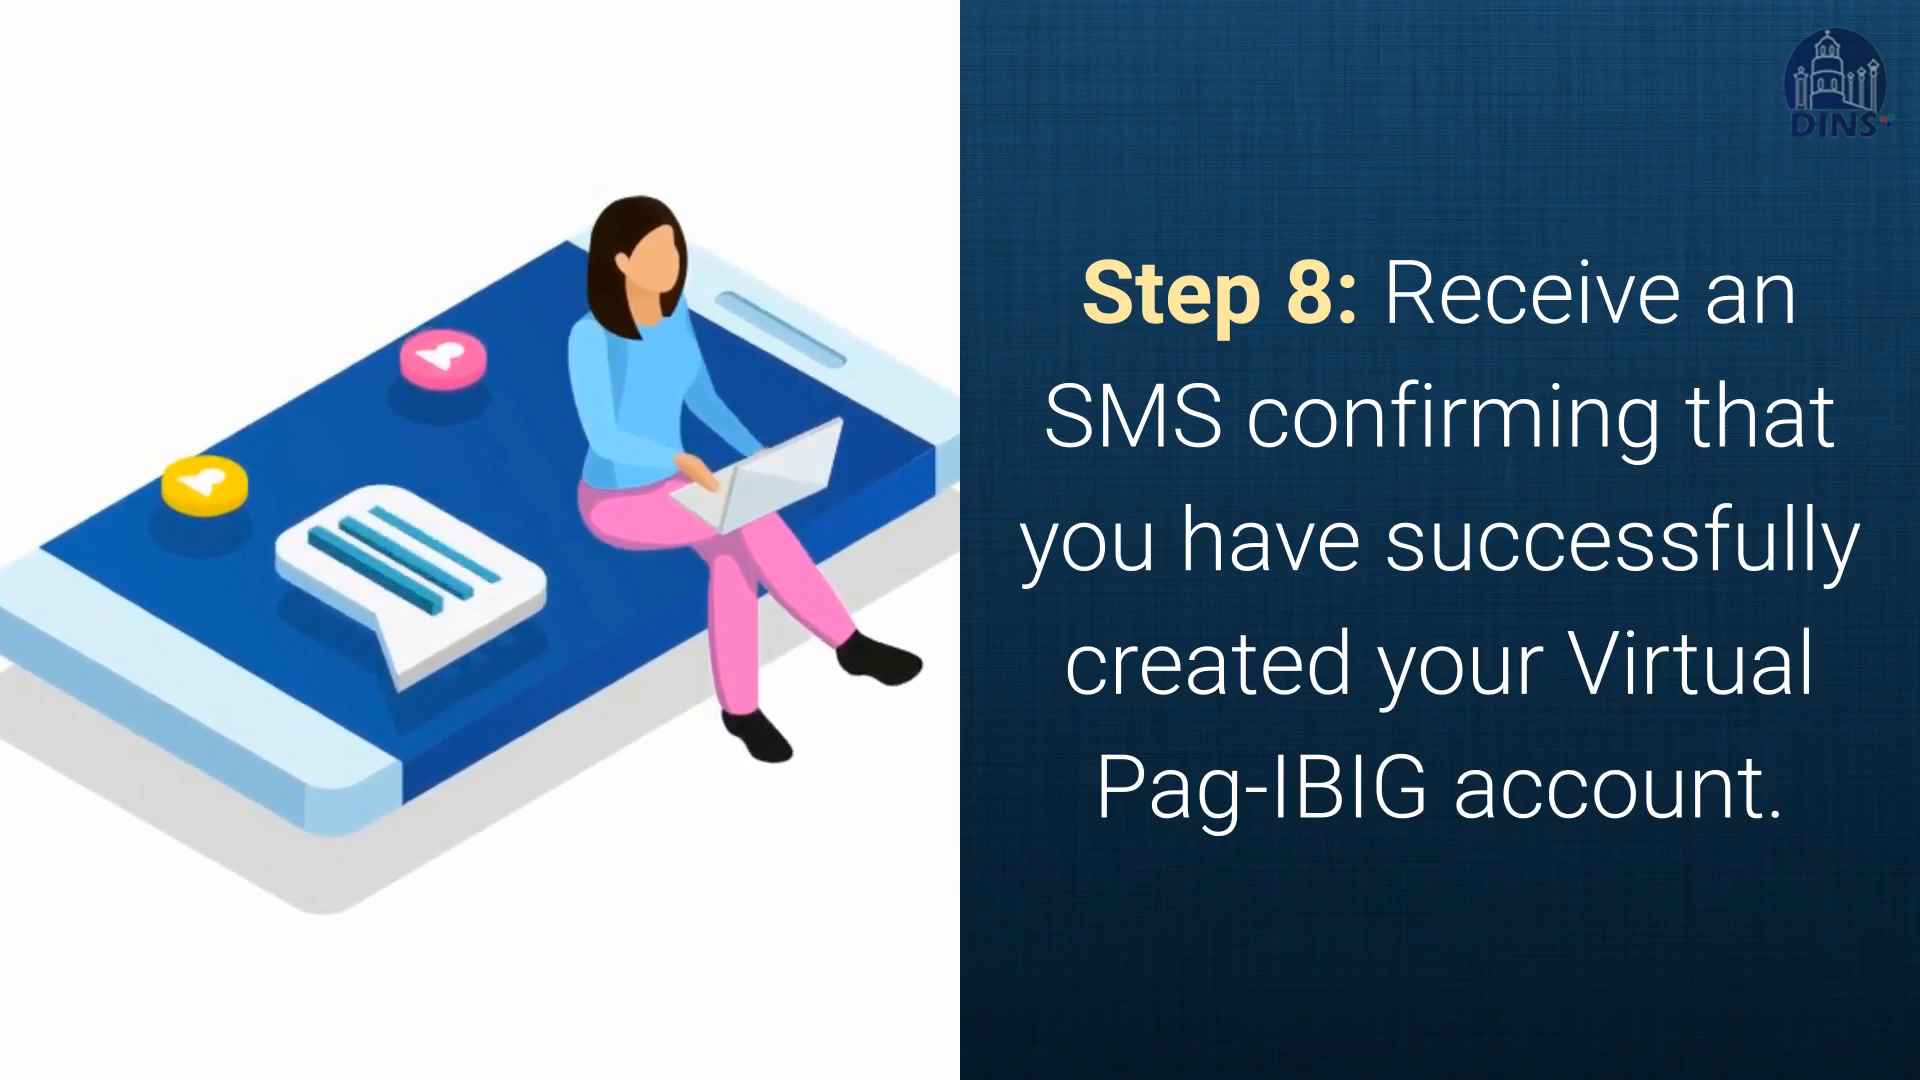 DINS
Step 8: Receive an
SMS confirming that
you have successfully
created your Virtual
Pag-IBIG account.